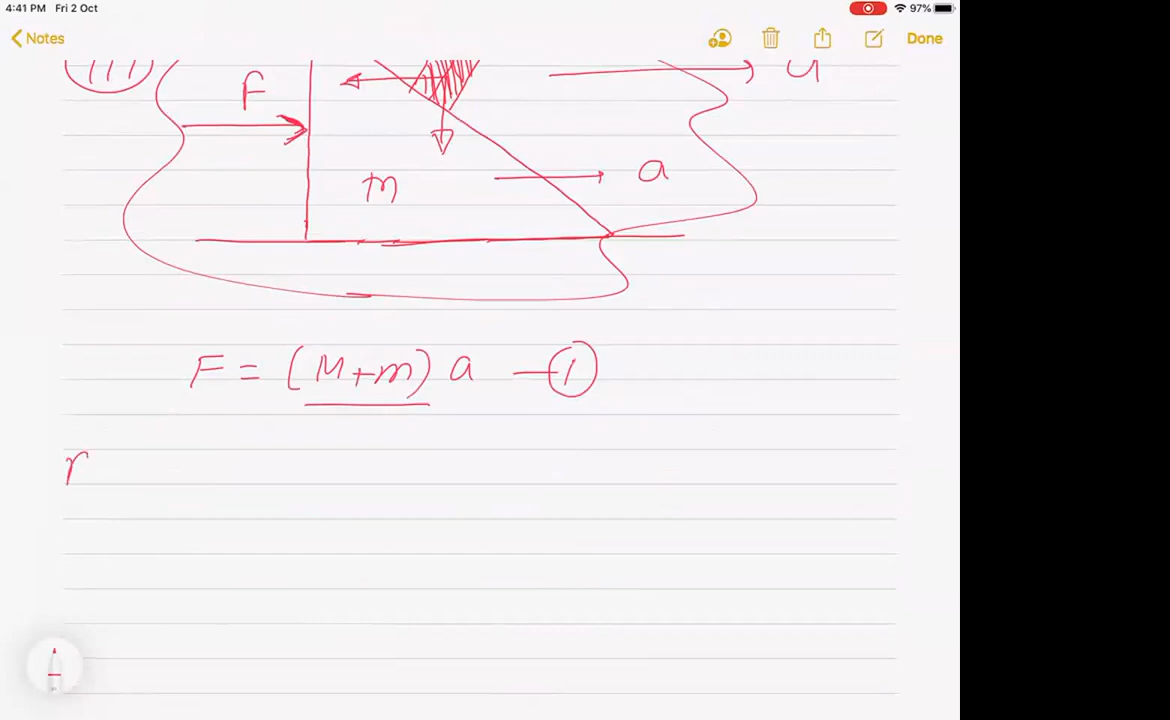 4:41 PM Fri 2 Oct
97%
Notes
Done
(III)
F
a
m
F = (M+m) a — ①
r